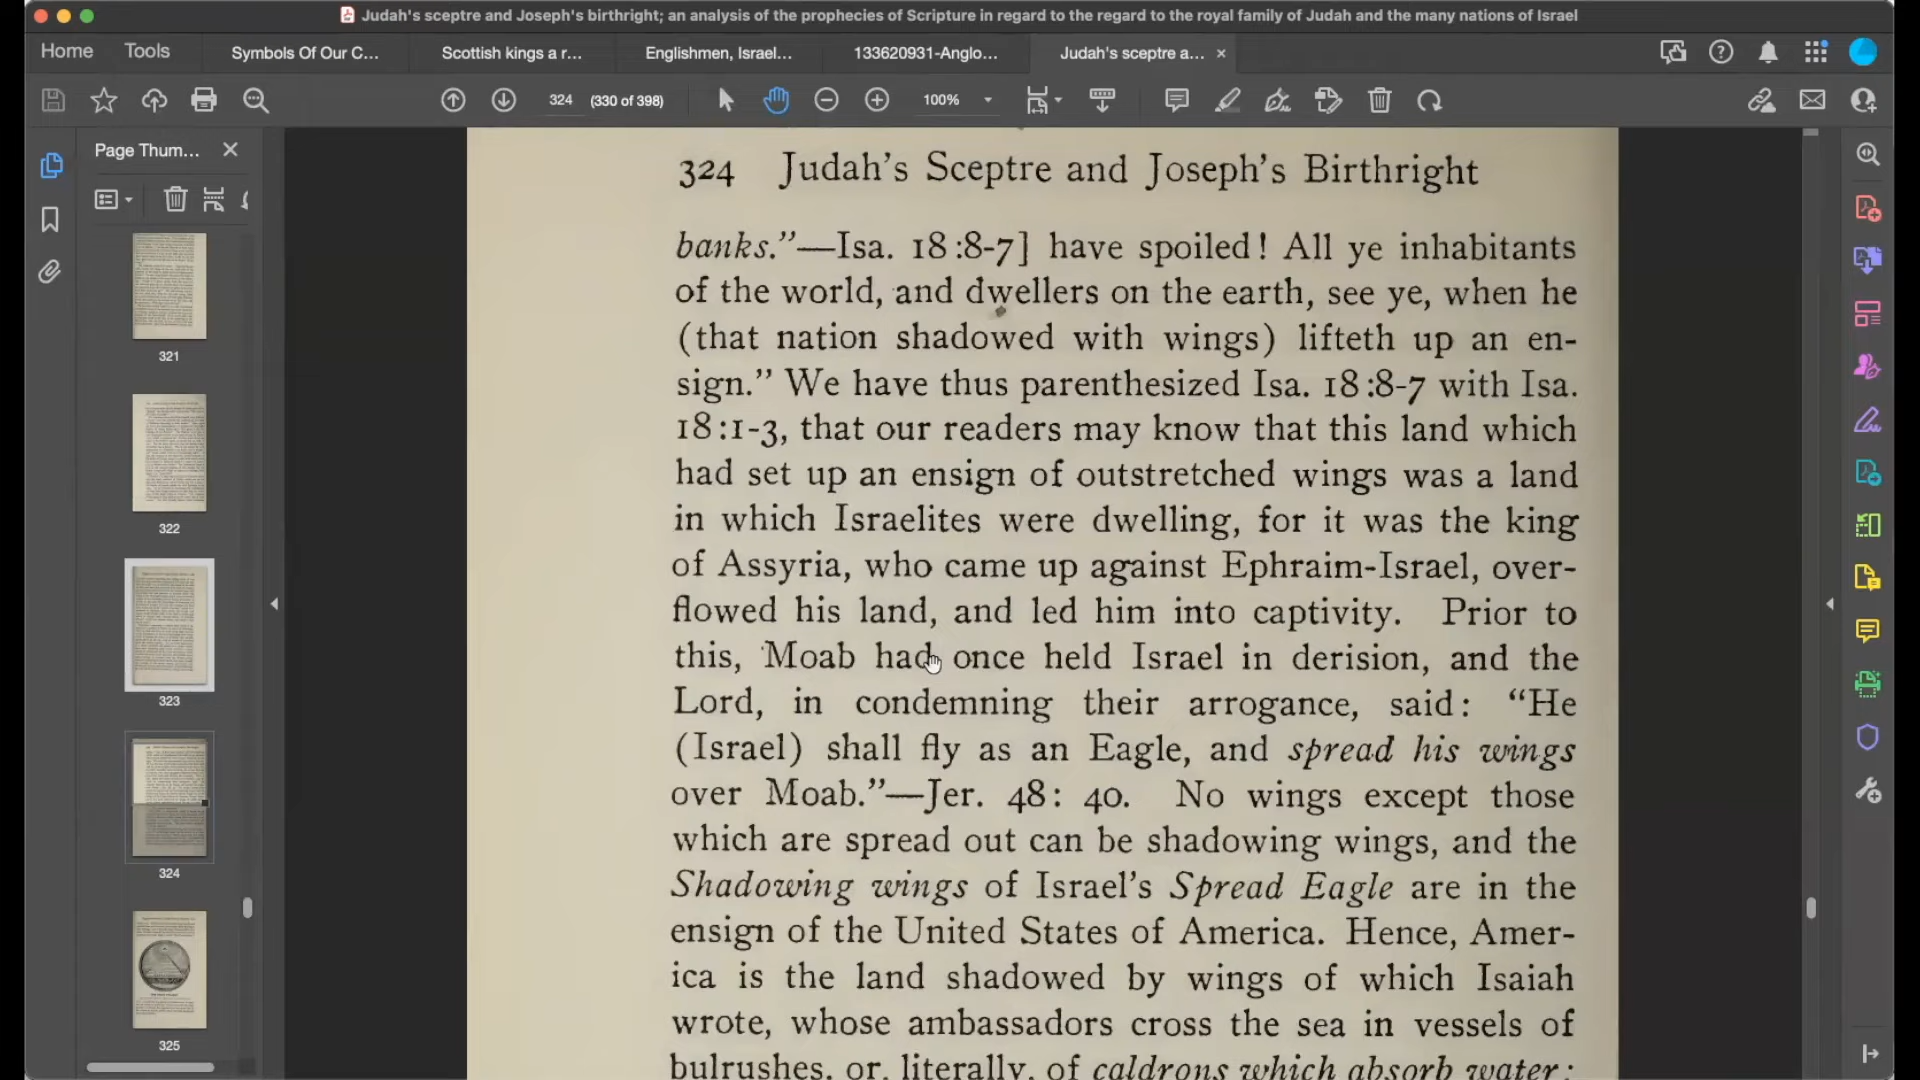 Judah's sceptre and Joseph's birthright; an analysis of the prophecies of Scripture in regard to the regard to the royal family of Judah and the many nations of Israel
Home Tools Symbols Of Our C... Scottish kings a r... Englishmen, Israel... 133620931-Anglo... Judah's sceptre a... ×
324 (330 of 398) 100%
Page Thum...
321
322
323
324
325
324 Judah's Sceptre and Joseph's Birthright
banks."—Isa. 18:8-7] have spoiled! All ye inhabitants
of the world, and dwellers on the earth, see ye, when he
(that nation shadowed with wings) lifteth up an en-
sign." We have thus parenthesized Isa. 18:8-7 with Isa.
18:1-3, that our readers may know that this land which
had set up an ensign of outstretched wings was a land
in which Israelites were dwelling, for it was the king
of Assyria, who came up against Ephraim-Israel, over-
flowed his land, and led him into captivity. Prior to
this, Moab had once held Israel in derision, and the
Lord, in condemning their arrogance, said: "He
(Israel) shall fly as an Eagle, and spread his wings
over Moab."—Jer. 48: 40. No wings except those
which are spread out can be shadowing wings, and the
Shadowing wings of Israel's Spread Eagle are in the
ensign of the United States of America. Hence, Amer-
ica is the land shadowed by wings of which Isaiah
wrote, whose ambassadors cross the sea in vessels of
bulrushes, or, literally, of caldrons which absorb water;